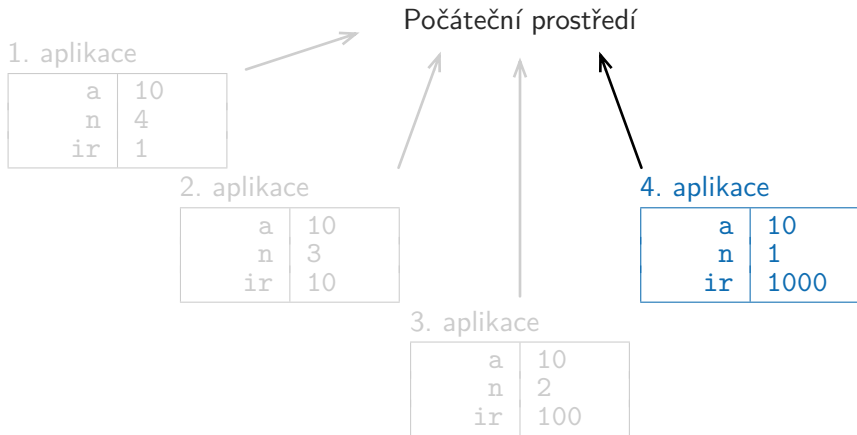 Počáteční prostředí
1. aplikace
a 10
n 4
ir 1
2. aplikace
a 10
n 3
ir 10
3. aplikace
a 10
n 2
ir 100
4. aplikace
a 10
n 1
ir 1000